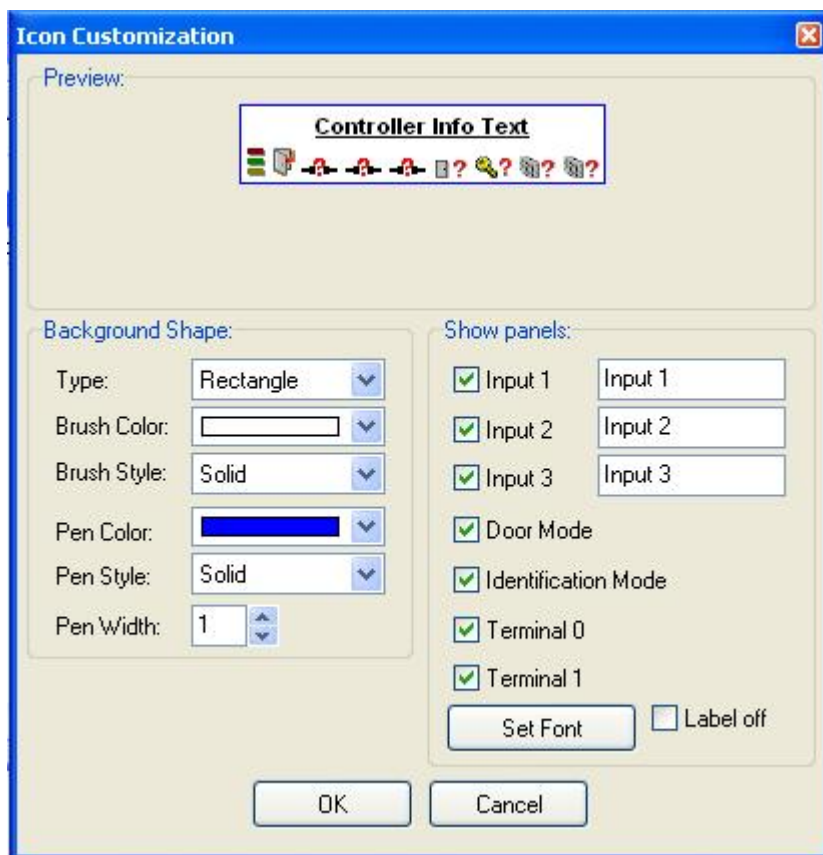 Icon Customization
Preview:
Controller Info Text
? ? ? ? ? ? ?
Background Shape:
Type: Rectangle
Brush Color:
Brush Style: Solid
Pen Color:
Pen Style: Solid
Pen Width: 1
Show panels:
Input 1 Input 1
Input 2 Input 2
Input 3 Input 3
Door Mode
Identification Mode
Terminal 0
Terminal 1
Set Font Label off
OK Cancel